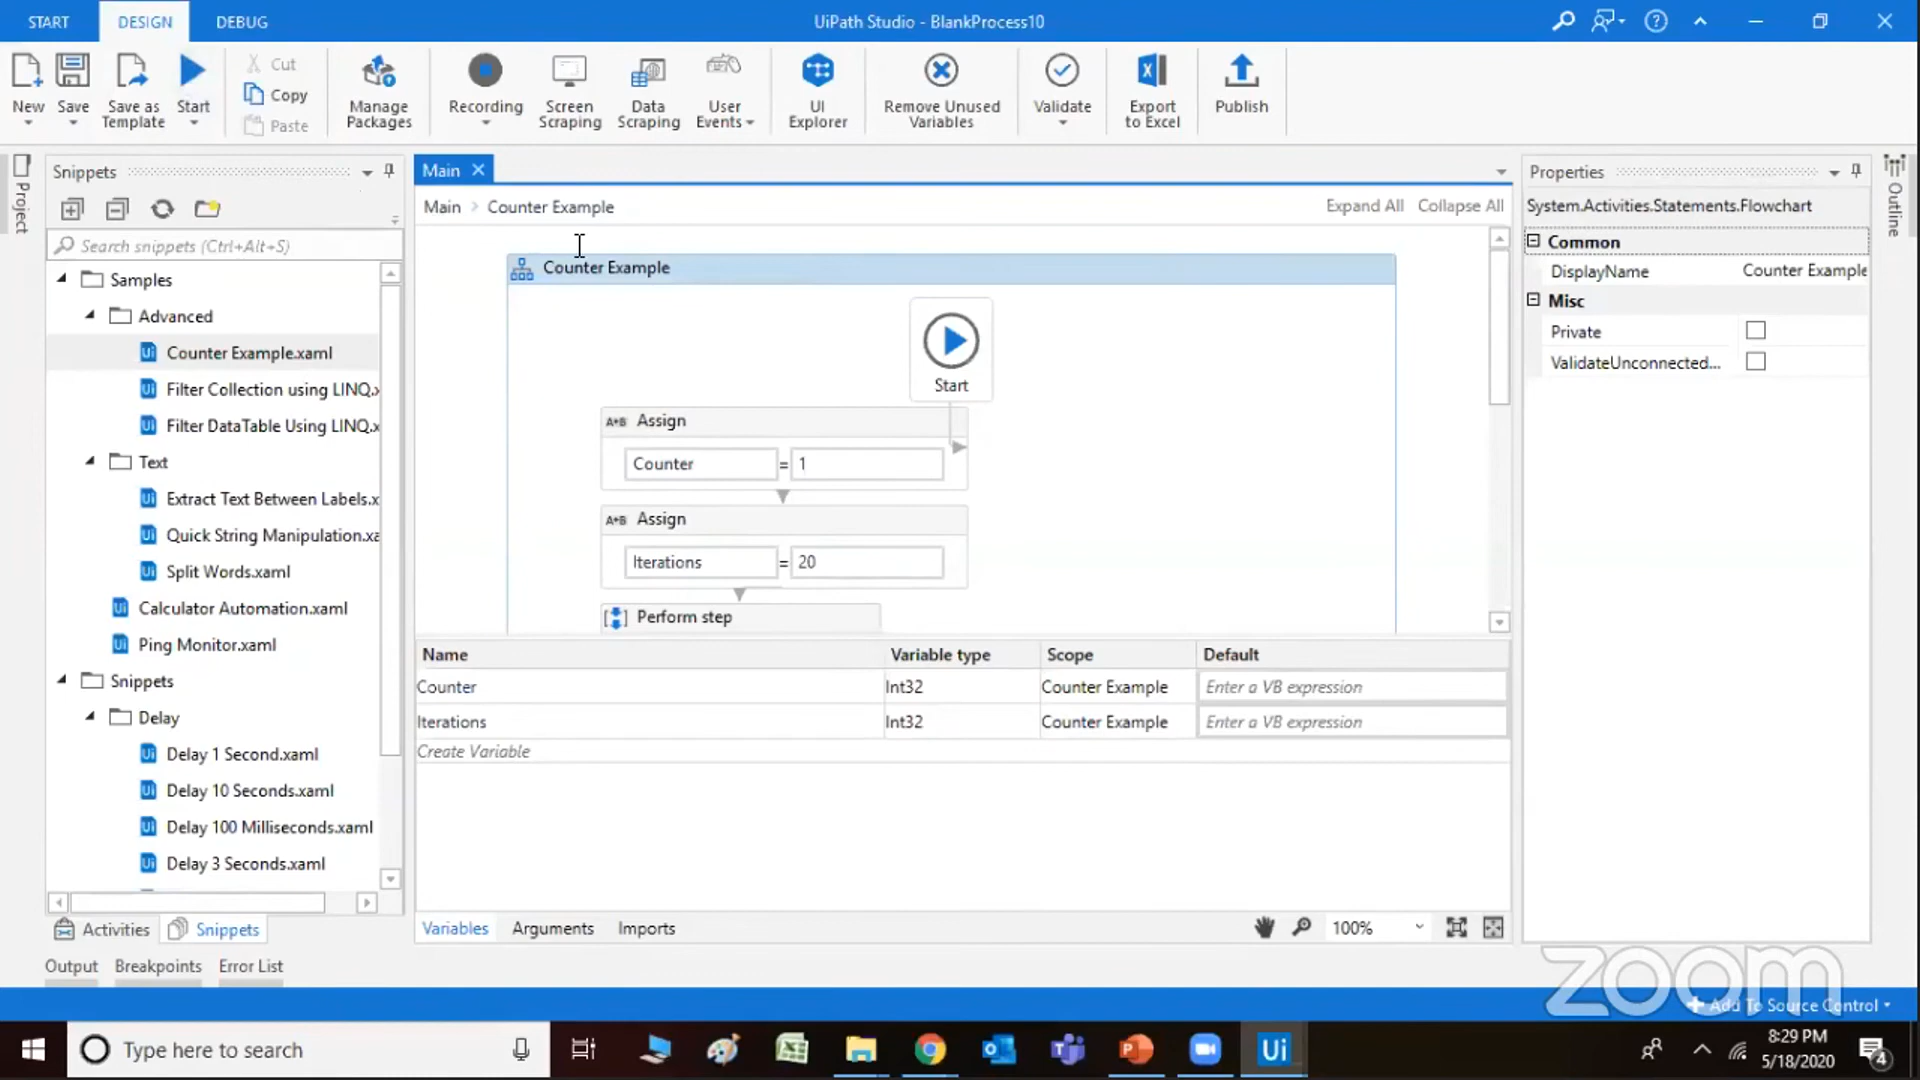 START DESIGN DEBUG UiPath Studio - BlankProcess10
New Save Save as Template Start
Cut
Copy
Paste
Manage Packages
Recording
Screen Scraping
Data Scraping
User Events
UI Explorer
Remove Unused Variables
Validate
Export to Excel
Publish
Project
Snippets
Search snippets (Ctrl+Alt+S)
Samples
Advanced
Counter Example.xaml
Filter Collection using LINQ.x
Filter DataTable Using LINQ.x
Text
Extract Text Between Labels.x
Quick String Manipulation.xa
Split Words.xaml
Calculator Automation.xaml
Ping Monitor.xaml
Snippets
Delay
Delay 1 Second.xaml
Delay 10 Seconds.xaml
Delay 100 Milliseconds.xaml
Delay 3 Seconds.xaml
Activities Snippets
Main
Main > Counter Example Expand All Collapse All
Counter Example
Start
A+B Assign
Counter = 1
A+B Assign
Iterations = 20
Perform step
Name Variable type Scope Default
Counter Int32 Counter Example Enter a VB expression
Iterations Int32 Counter Example Enter a VB expression
Create Variable
Variables Arguments Imports 100%
Properties
System.Activities.Statements.Flowchart
Common
DisplayName Counter Example
Misc
Private
ValidateUnconnected...
Outline
Output Breakpoints Error List
zoom
Add To Source Control
Type here to search
Ui
8:29 PM
5/18/2020
4